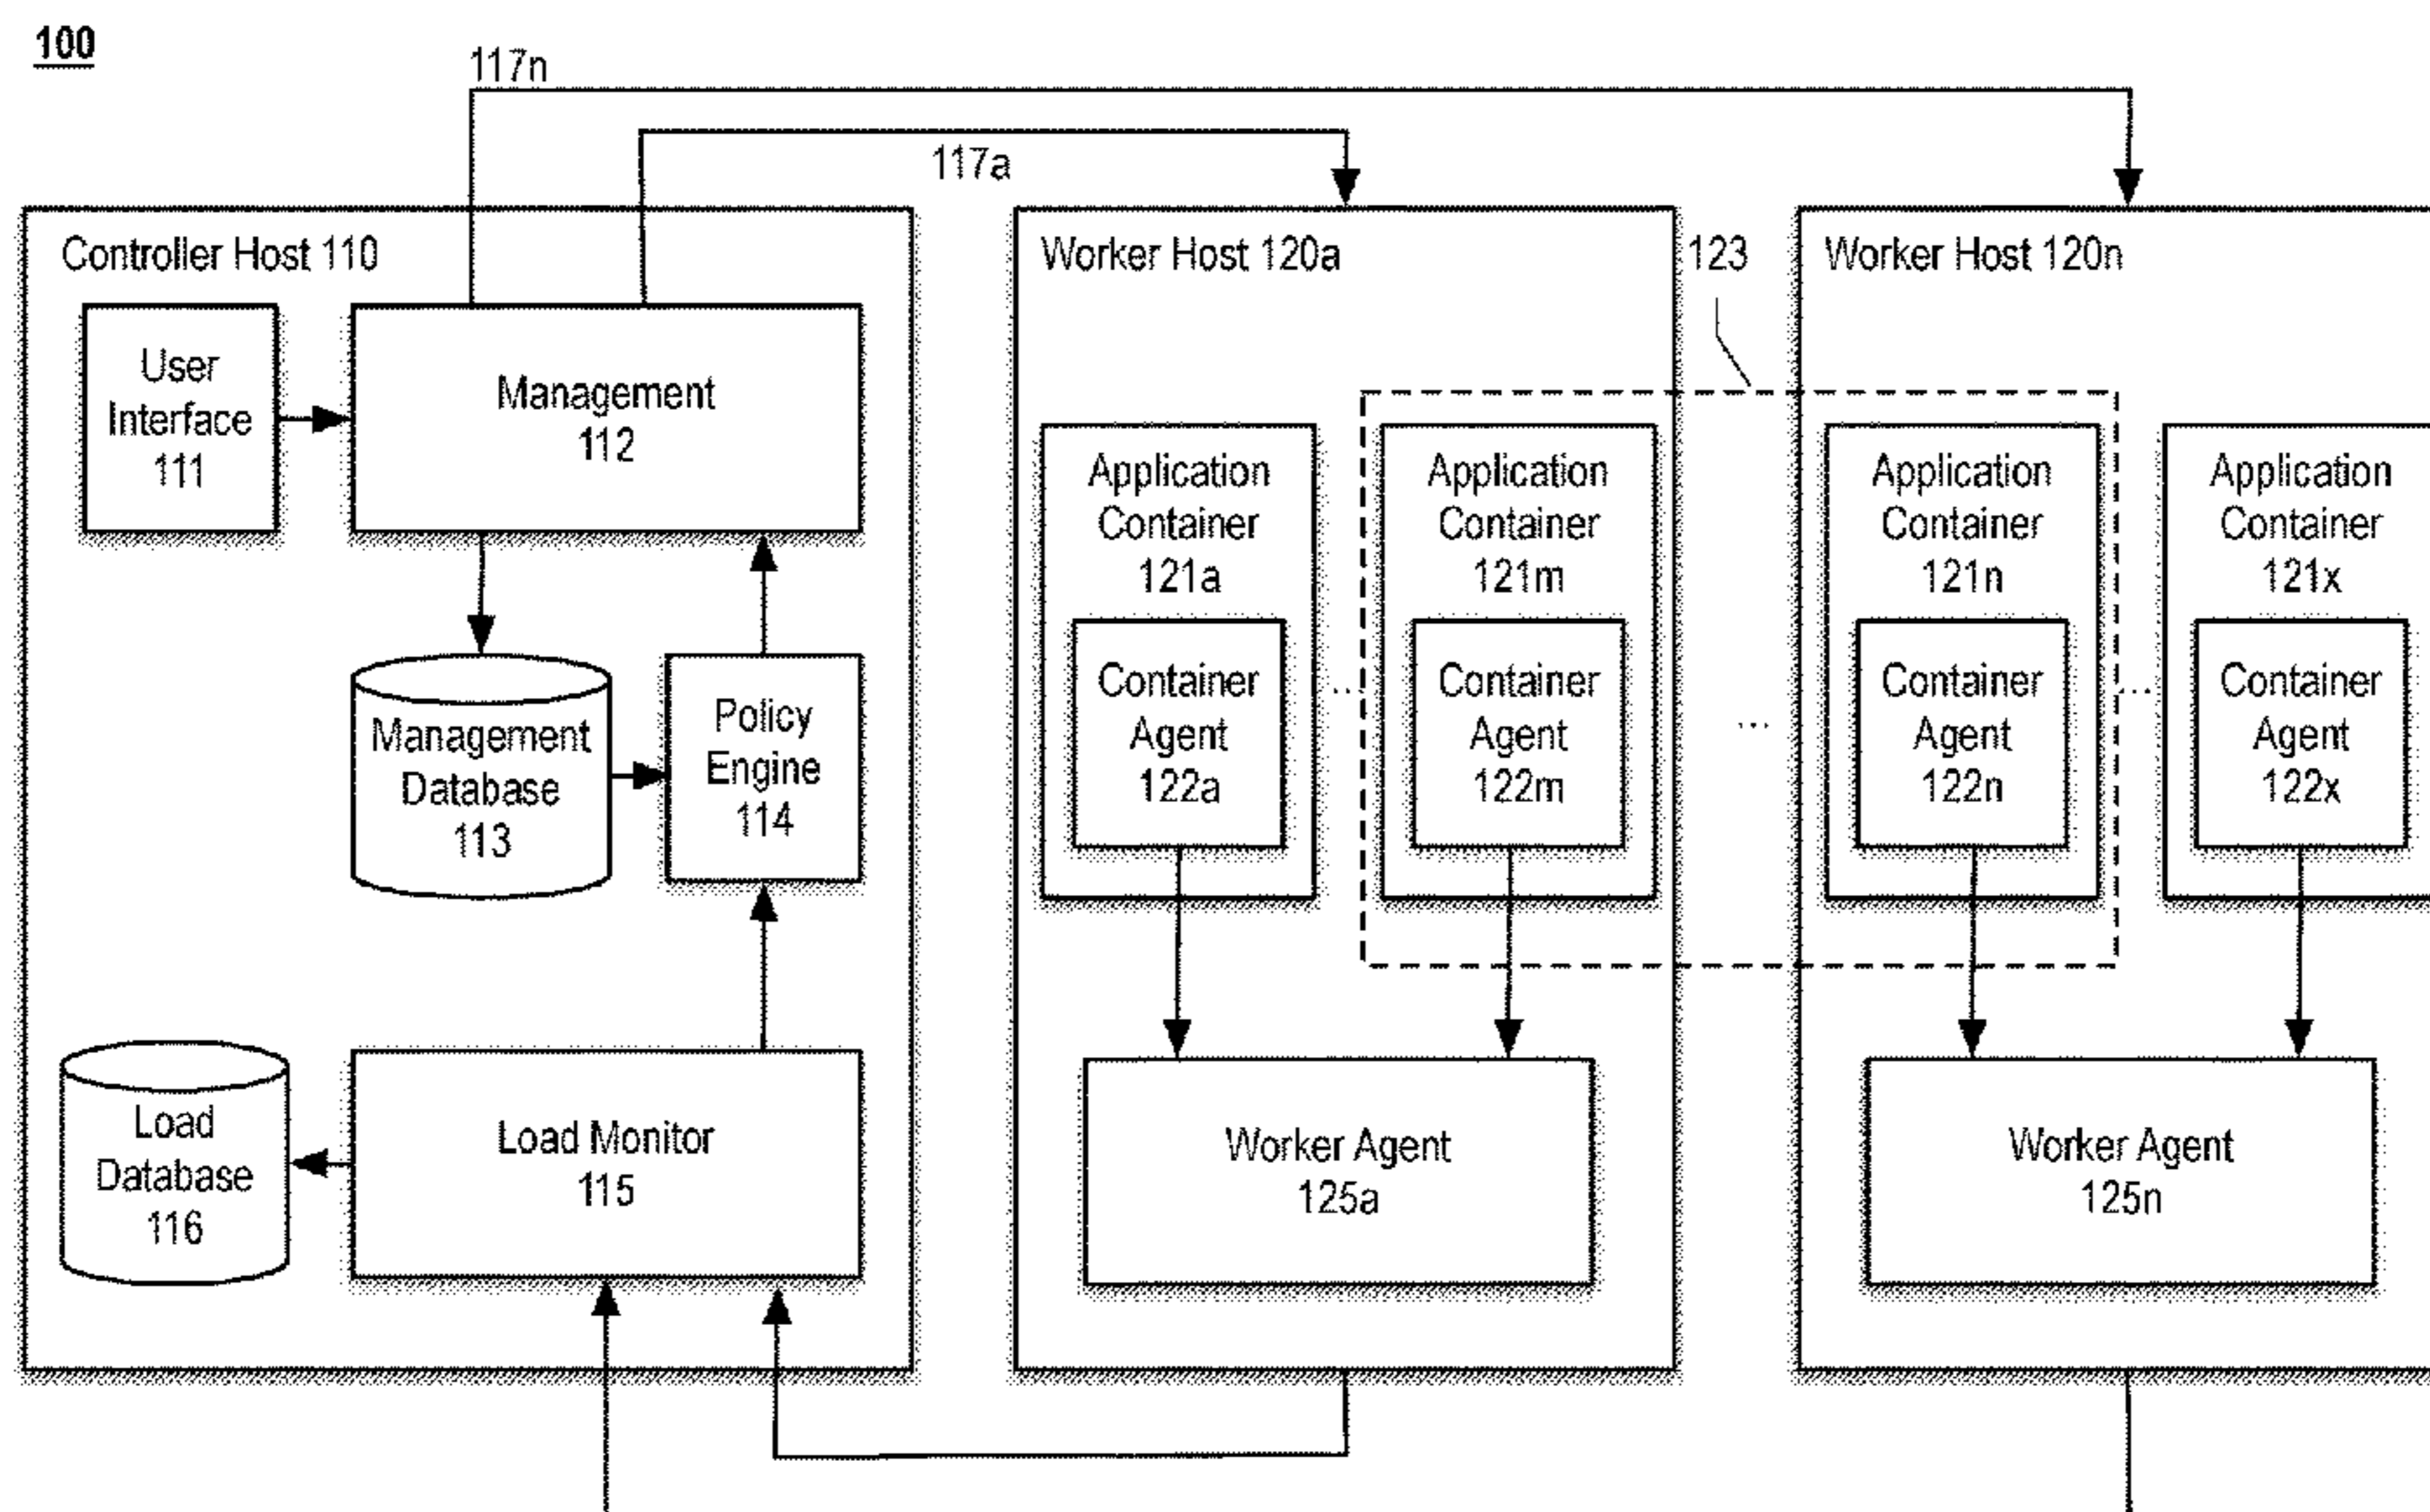 100
117n
117a
Controller Host 110
User
Interface
111
Management
112
Management
Database
113
Policy
Engine
114
Load
Database
116
Load Monitor
115
Worker Host 120a
123
Application
Container
121a
Container
Agent
122a
...
Application
Container
121m
Container
Agent
122m
Worker Agent
125a
...
Worker Host 120n
Application
Container
121n
Container
Agent
122n
...
Application
Container
121x
Container
Agent
122x
Worker Agent
125n